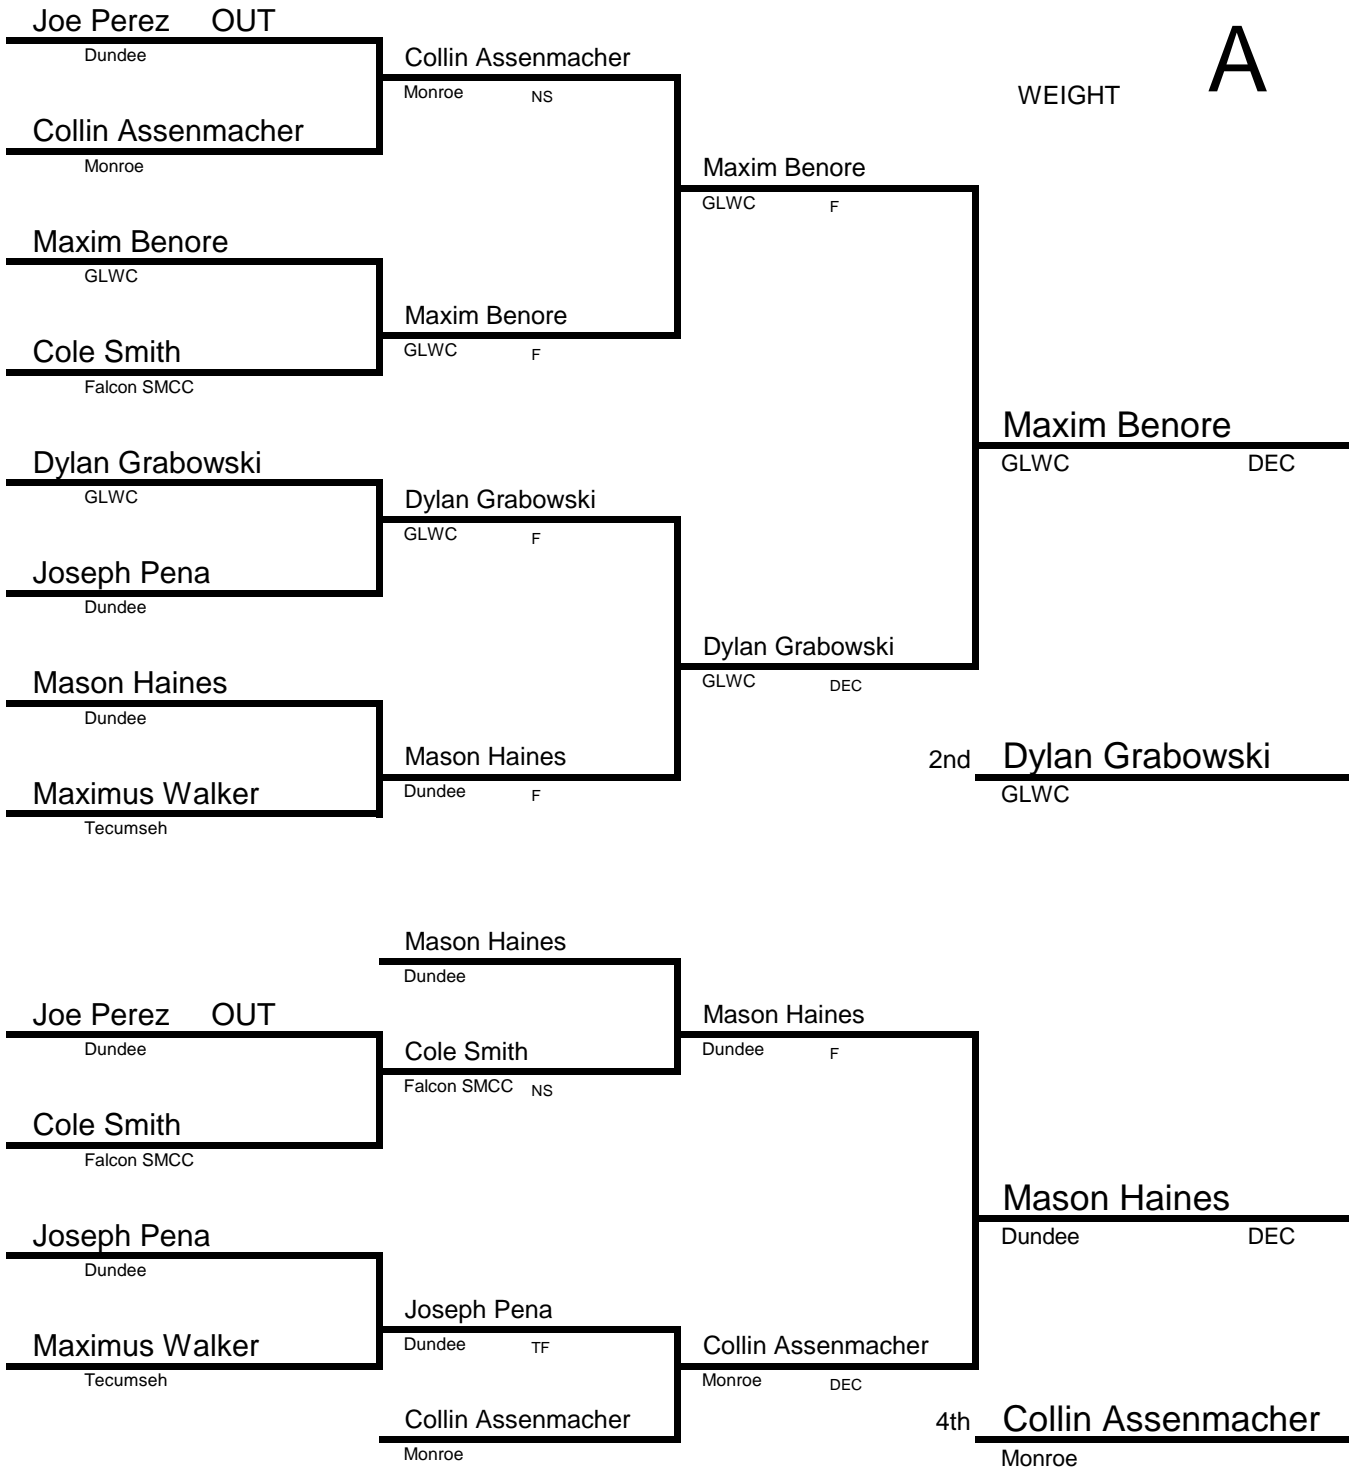 Joe Perez OUT
Dundee
Collin Assenmacher
Monroe NS
WEIGHT A
Collin Assenmacher
Monroe
Maxim Benore
GLWC F
Maxim Benore
GLWC
Maxim Benore
GLWC F
Cole Smith
Falcon SMCC
Maxim Benore
GLWC DEC
Dylan Grabowski
GLWC
Dylan Grabowski
GLWC F
Joseph Pena
Dundee
Dylan Grabowski
GLWC DEC
Mason Haines
Dundee
Mason Haines
Dundee F
2nd Dylan Grabowski
GLWC
Maximus Walker
Tecumseh
Mason Haines
Dundee
Joe Perez OUT
Dundee
Mason Haines
Dundee F
Cole Smith
Falcon SMCC NS
Cole Smith
Falcon SMCC
Mason Haines
Dundee DEC
Joseph Pena
Dundee
Joseph Pena
Dundee TF
Maximus Walker
Tecumseh
Collin Assenmacher
Monroe DEC
Collin Assenmacher
Monroe
4th Collin Assenmacher
Monroe